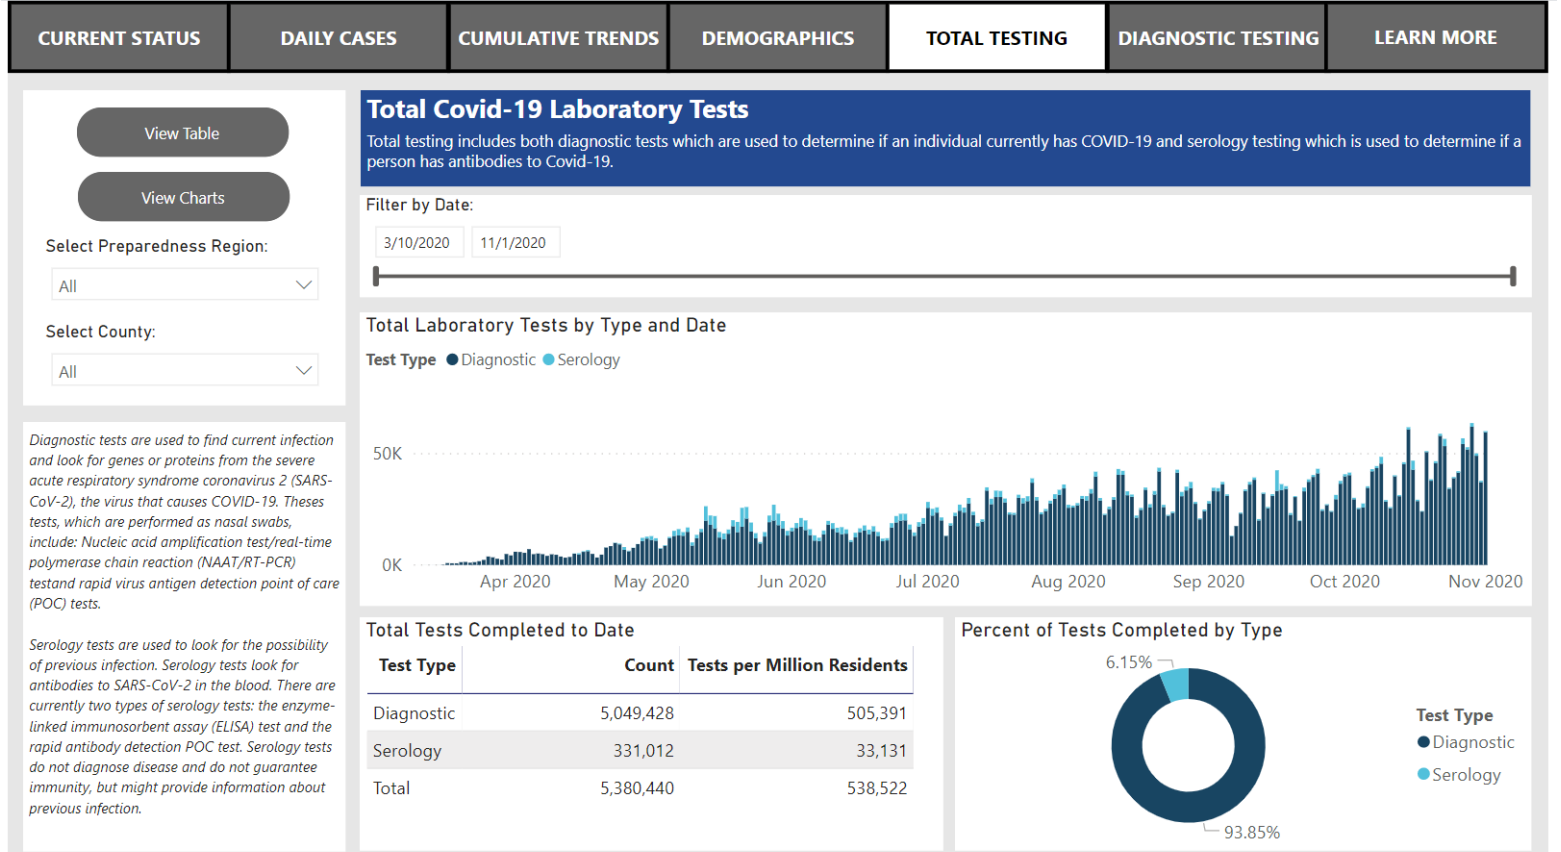 CURRENT STATUS
DAILY CASES
CUMULATIVE TRENDS
DEMOGRAPHICS
TOTAL TESTING
DIAGNOSTIC TESTING
LEARN MORE
View Table
View Charts
Select Preparedness Region:
All
Select County:
All
Diagnostic tests are used to find current infection
and look for genes or proteins from the severe
acute respiratory syndrome coronavirus 2 (SARS-
CoV-2), the virus that causes COVID-19. Theses
tests, which are performed as nasal swabs,
include: Nucleic acid amplification test/real-time
polymerase chain reaction (NAAT/RT-PCR)
testand rapid virus antigen detection point of care
(POC) tests.
Serology tests are used to look for the possibility
of previous infection. Serology tests look for
antibodies to SARS-CoV-2 in the blood. There are
currently two types of serology tests: the enzyme-
linked immunosorbent assay (ELISA) test and the
rapid antibody detection POC test. Serology tests
do not diagnose disease and do not guarantee
immunity, but might provide information about
previous infection.
Total Covid-19 Laboratory Tests
Total testing includes both diagnostic tests which are used to determine if an individual currently has COVID-19 and serology testing which is used to determine if a
person has antibodies to Covid-19.
Filter by Date:
3/10/2020 11/1/2020
Total Laboratory Tests by Type and Date
Test Type Diagnostic Serology
50K
0K
Apr 2020 May 2020 Jun 2020 Jul 2020 Aug 2020 Sep 2020 Oct 2020 Nov 2020
Total Tests Completed to Date
Test Type Count Tests per Million Residents
Diagnostic 5,049,428 505,391
Serology 331,012 33,131
Total 5,380,440 538,522
Percent of Tests Completed by Type
6.15%
93.85%
Test Type
Diagnostic
Serology